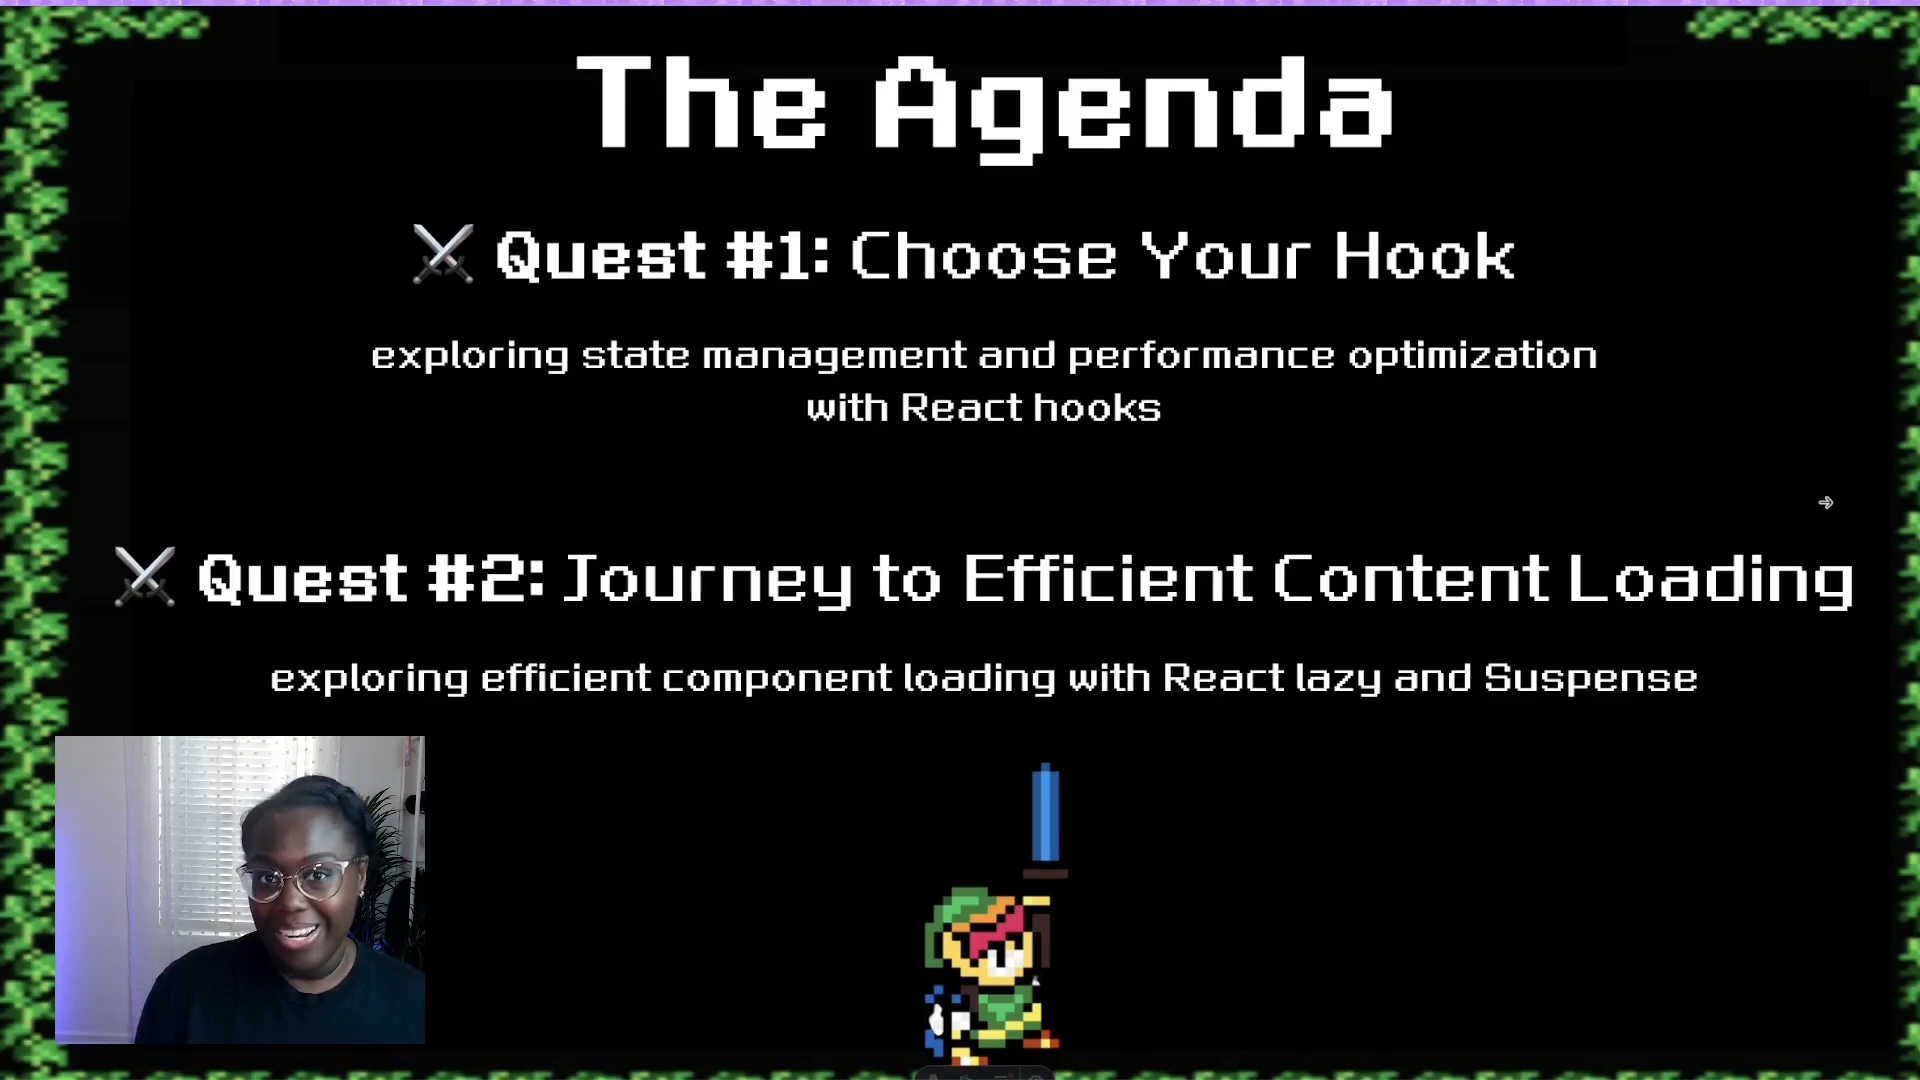 The Agenda
⚔️ Quest #1: Choose Your Hook
exploring state management and performance optimization
with React hooks
⚔️ Quest #2: Journey to Efficient Content Loading
exploring efficient component loading with React lazy and Suspense